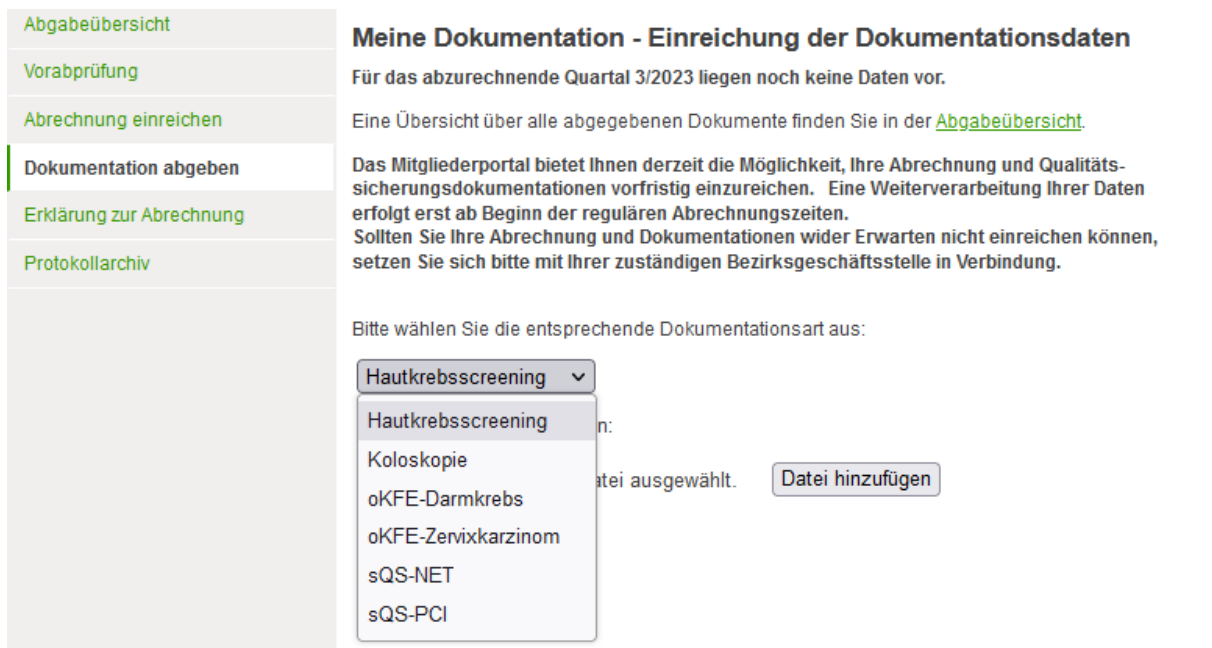 Abgabeübersicht
Vorabprüfung
Abrechnung einreichen
Dokumentation abgeben
Erklärung zur Abrechnung
Protokollarchiv
Meine Dokumentation - Einreichung der Dokumentationsdaten
Für das abzurechnende Quartal 3/2023 liegen noch keine Daten vor.
Eine Übersicht über alle abgegebenen Dokumente finden Sie in der Abgabeübersicht.
Das Mitgliederportal bietet Ihnen derzeit die Möglichkeit, Ihre Abrechnung und Qualitäts-
sicherungsdokumentationen vorfristig einzureichen. Eine Weiterverarbeitung Ihrer Daten
erfolgt erst ab Beginn der regulären Abrechnungszeiten.
Sollten Sie Ihre Abrechnung und Dokumentationen wider Erwarten nicht einreichen können,
setzen Sie sich bitte mit Ihrer zuständigen Bezirksgeschäftsstelle in Verbindung.
Bitte wählen Sie die entsprechende Dokumentationsart aus:
Hautkrebsscreening
Hautkrebsscreening
n:
Koloskopie
atei ausgewählt. Datei hinzufügen
oKFE-Darmkrebs
oKFE-Zervixkarzinom
sQS-NET
sQS-PCI